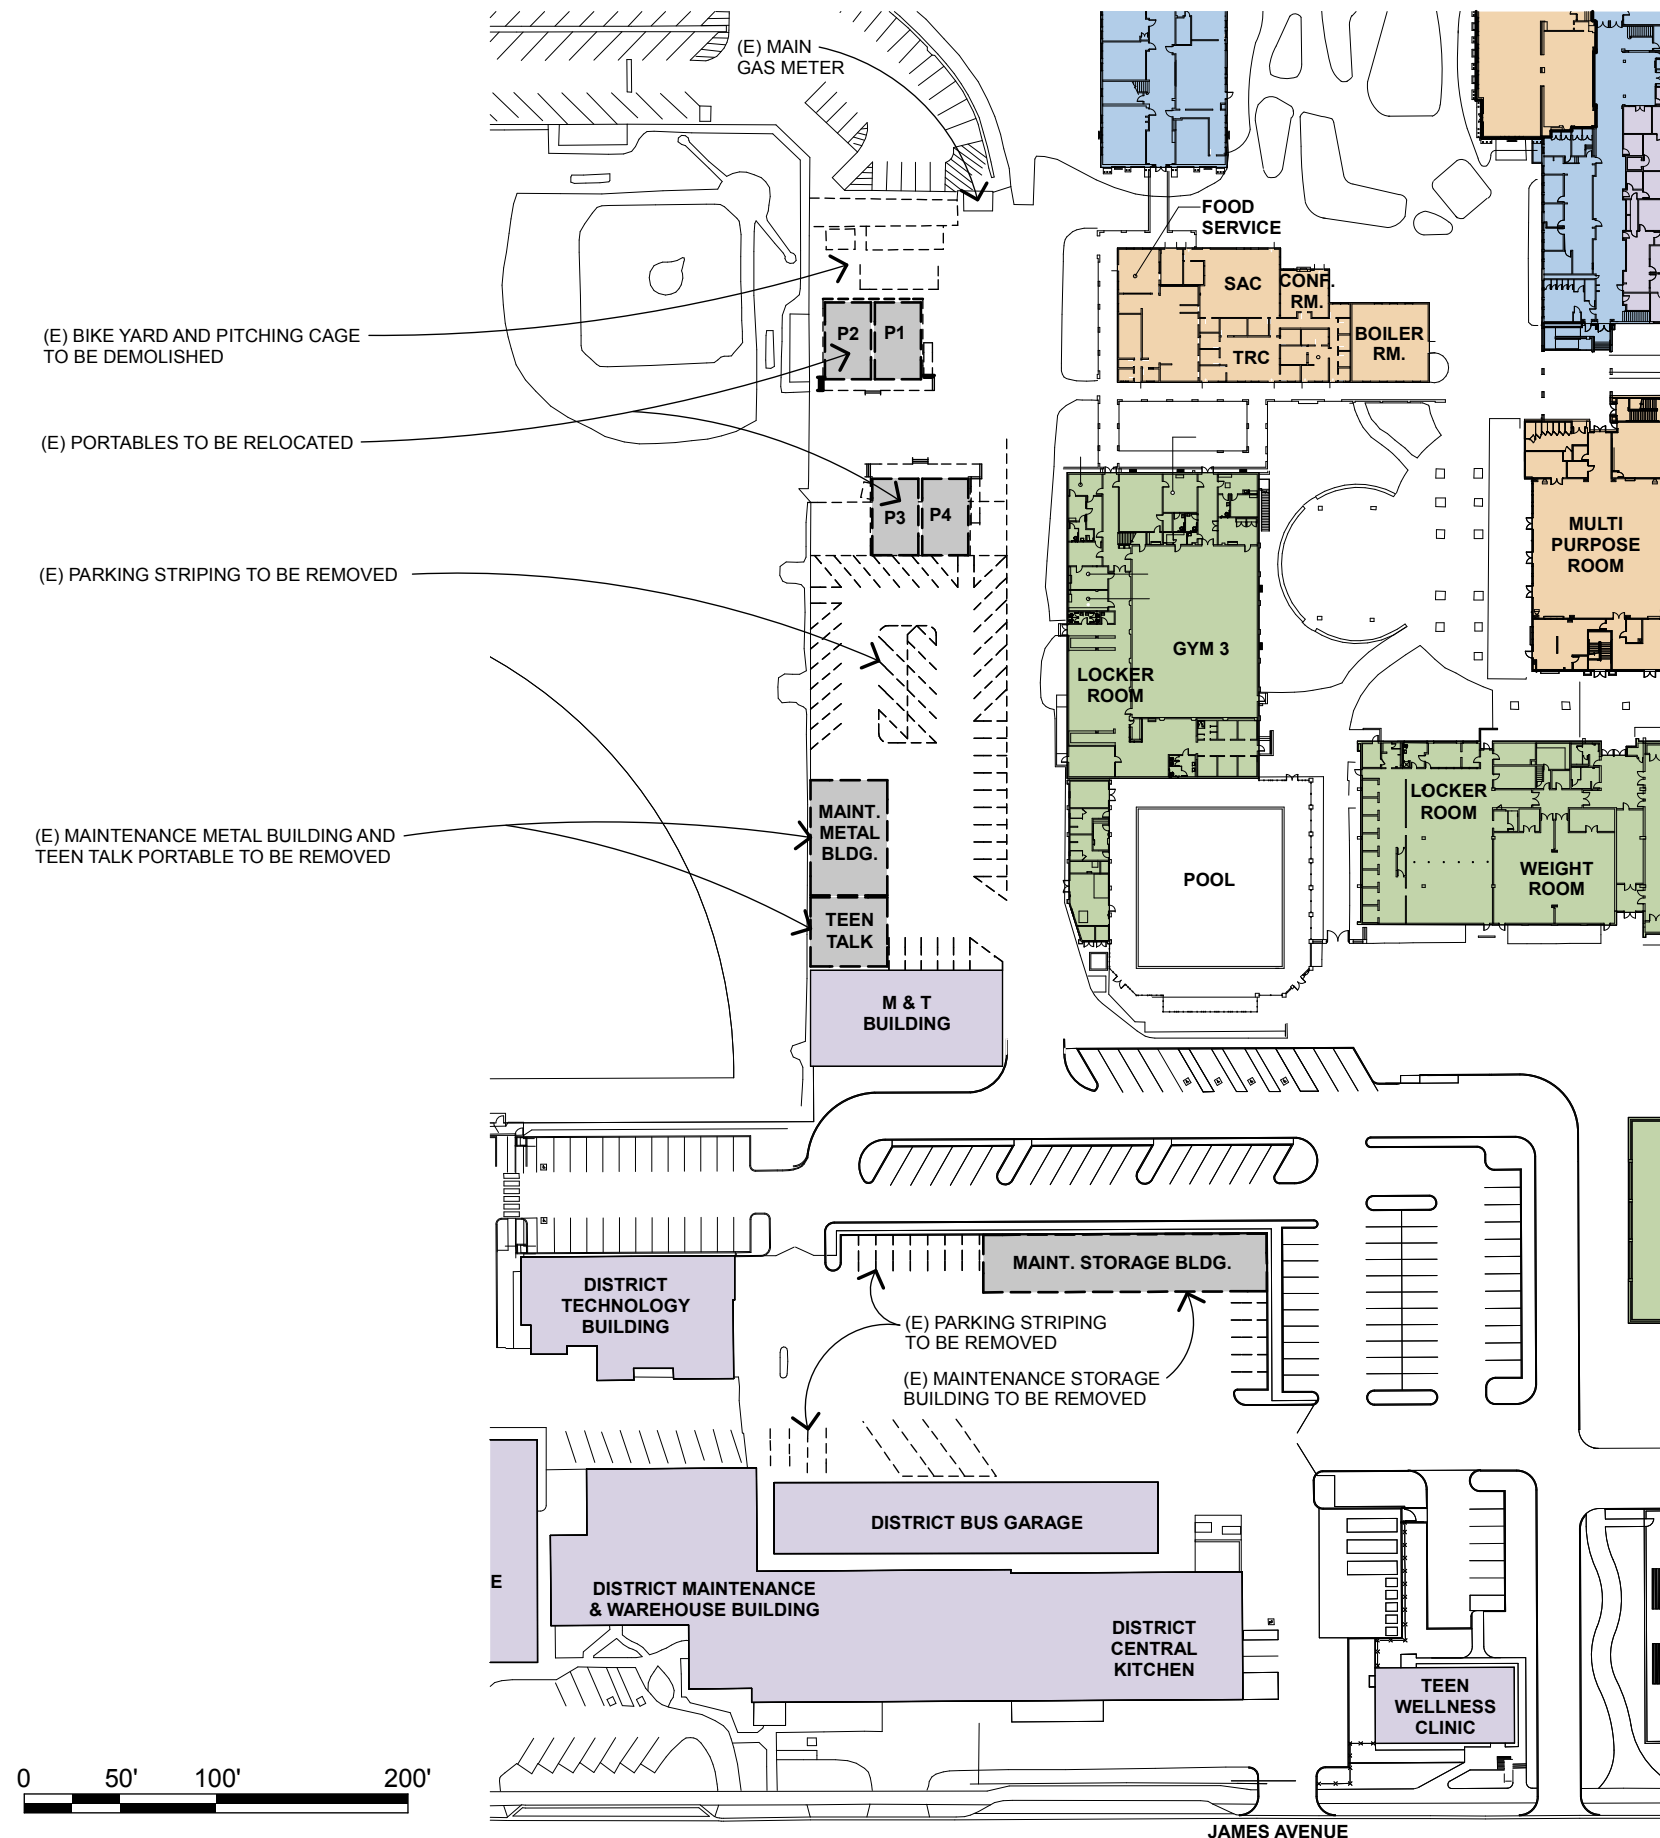 (E) MAIN
GAS METER
FOOD
SERVICE
SAC
CONF.
RM.
(E) BIKE YARD AND PITCHING CAGE
TO BE DEMOLISHED
P2
P1
TRC
BOILER
RM.
(E) PORTABLES TO BE RELOCATED
P3
P4
MULTI
PURPOSE
ROOM
(E) PARKING STRIPING TO BE REMOVED
GYM 3
LOCKER
ROOM
(E) MAINTENANCE METAL BUILDING AND
TEEN TALK PORTABLE TO BE REMOVED
MAINT.
METAL
BLDG.
TEEN
TALK
POOL
LOCKER
ROOM
WEIGHT
ROOM
M & T
BUILDING
MAINT. STORAGE BLDG.
DISTRICT
TECHNOLOGY
BUILDING
(E) PARKING STRIPING
TO BE REMOVED
(E) MAINTENANCE STORAGE
BUILDING TO BE REMOVED
DISTRICT BUS GARAGE
E
DISTRICT MAINTENANCE
& WAREHOUSE BUILDING
DISTRICT
CENTRAL
KITCHEN
TEEN
WELLNESS
CLINIC
0 50' 100' 200'
JAMES AVENUE